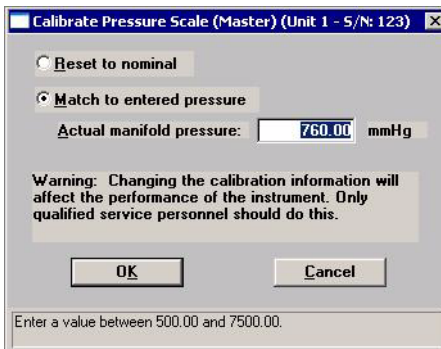 Calibrate Pressure Scale (Master) (Unit 1 - S/N: 123)
Reset to nominal
Match to entered pressure
Actual manifold pressure: 760.00 mmHg
Warning: Changing the calibration information will
affect the performance of the instrument. Only
qualified service personnel should do this.
OK Cancel
Enter a value between 500.00 and 7500.00.